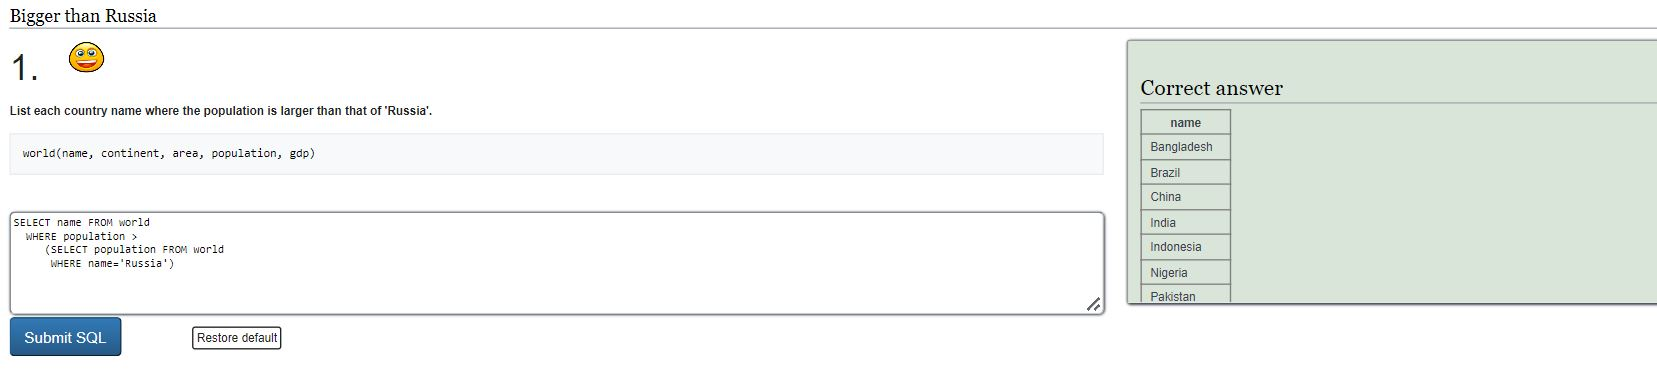 Bigger than Russia
1.
List each country name where the population is larger than that of 'Russia'.
world(name, continent, area, population, gdp)
SELECT name FROM world
WHERE population >
(SELECT population FROM world
WHERE name='Russia')
Submit SQL
Restore default
Correct answer
name
Bangladesh
Brazil
China
India
Indonesia
Nigeria
Pakistan